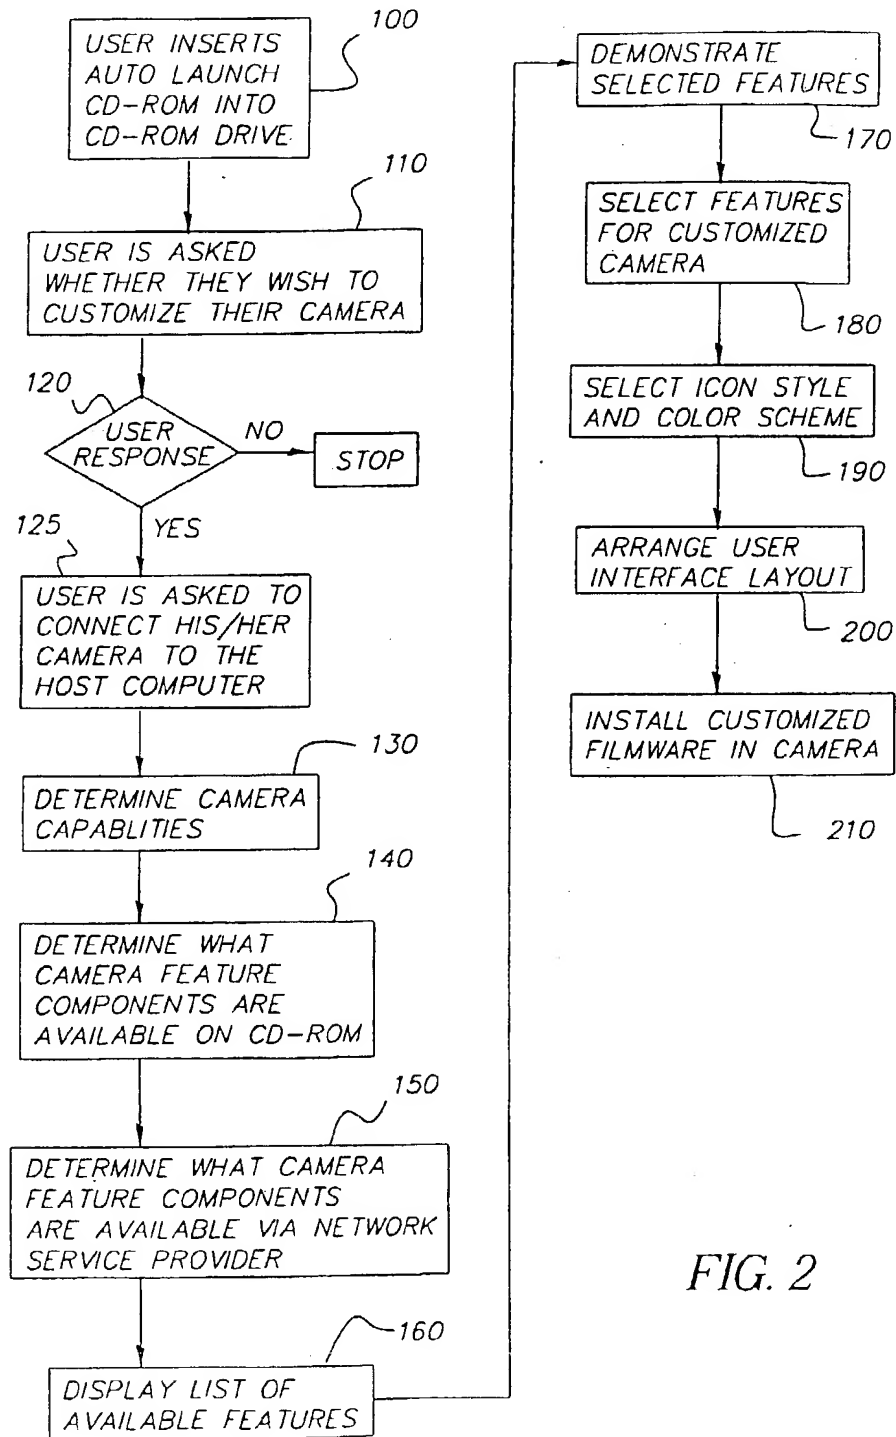 USER INSERTS
AUTO LAUNCH
CD-ROM INTO
CD-ROM DRIVE
100
110
USER IS ASKED
WHETHER THEY WISH TO
CUSTOMIZE THEIR CAMERA
120
USER
RESPONSE
NO
STOP
YES
125
USER IS ASKED TO
CONNECT HIS/HER
CAMERA TO THE
HOST COMPUTER
130
DETERMINE CAMERA
CAPABLITIES
140
DETERMINE WHAT
CAMERA FEATURE
COMPONENTS ARE
AVAILABLE ON CD-ROM
150
DETERMINE WHAT CAMERA
FEATURE COMPONENTS
ARE AVAILABLE VIA NETWORK
SERVICE PROVIDER
160
DISPLAY LIST OF
AVAILABLE FEATURES
DEMONSTRATE
SELECTED FEATURES
170
SELECT FEATURES
FOR CUSTOMIZED
CAMERA
180
SELECT ICON STYLE
AND COLOR SCHEME
190
ARRANGE USER
INTERFACE LAYOUT
200
INSTALL CUSTOMIZED
FILMWARE IN CAMERA
210
FIG. 2